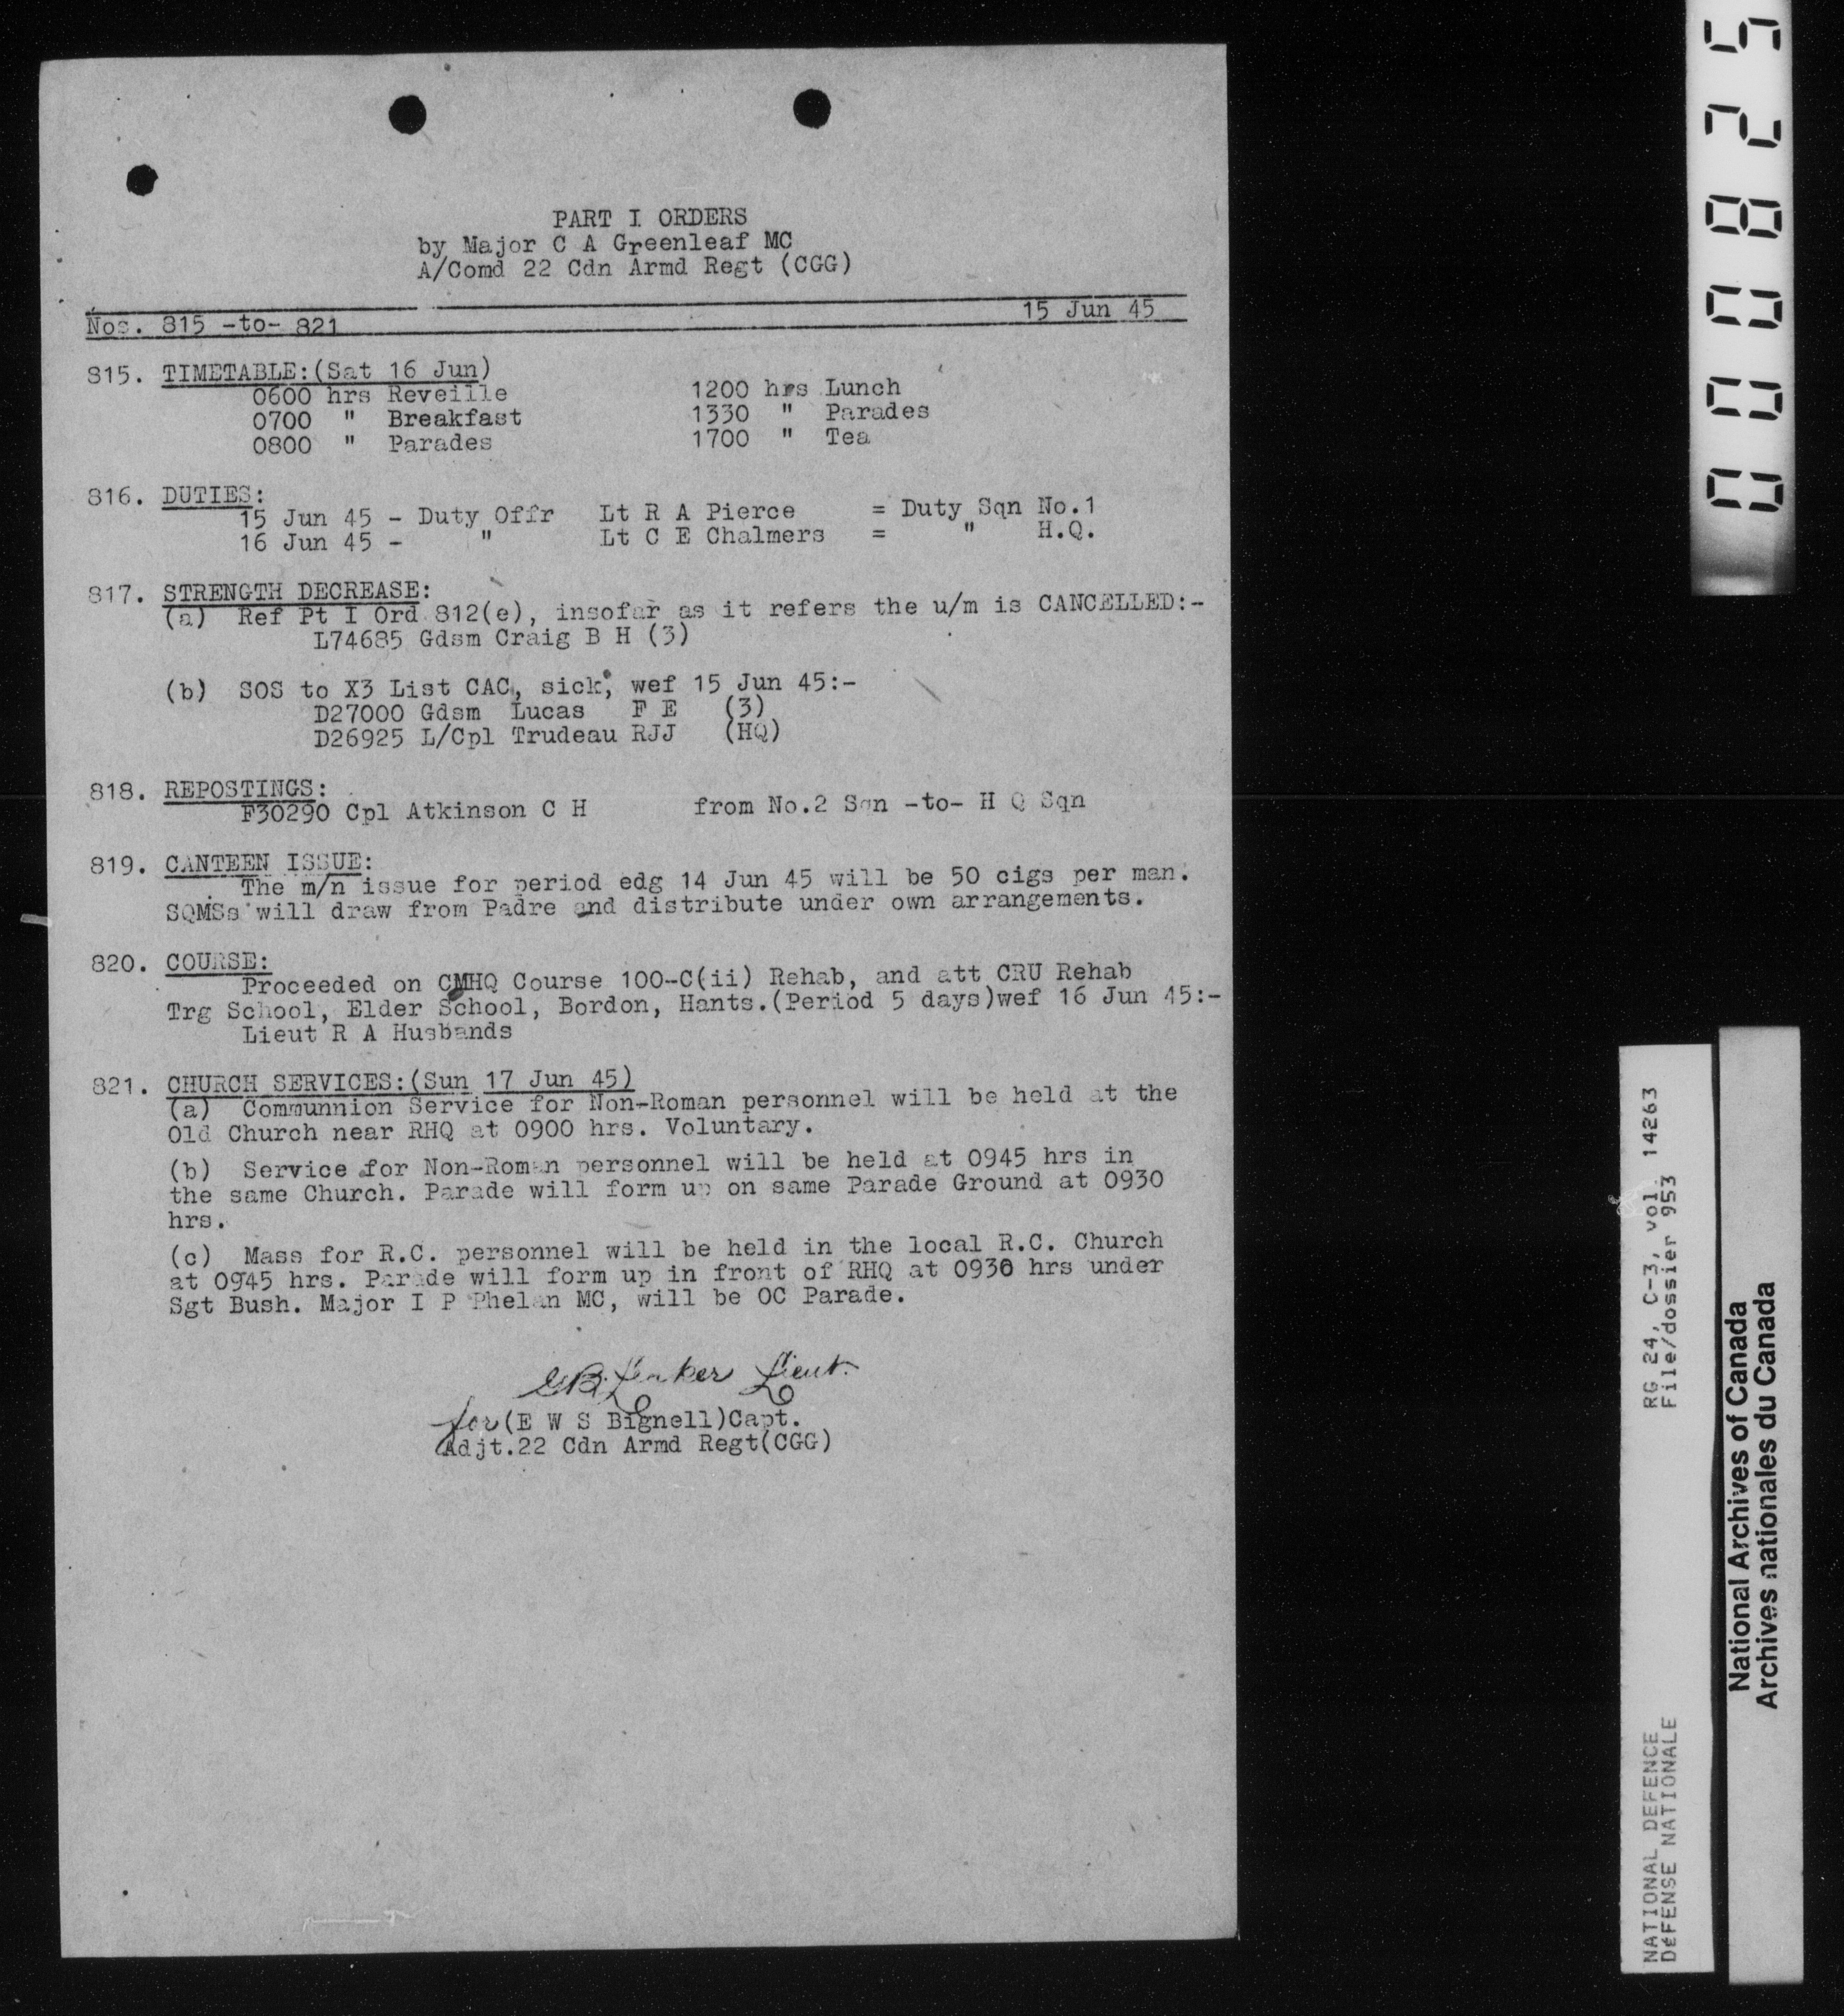 PART I ORDERS
by Major C A Greenleaf MC
A/Comd 22 Cdn Armd Regt (CGG)
Nos. 815 -to- 821 15 Jun 45
815. TIMETABLE:(Sat 16 Jun)
0600 hrs Reveille 1200 hrs Lunch
0700 " Breakfast 1330 " Parades
0800 " Parades 1700 " Tea
816. DUTIES:
15 Jun 45 - Duty Offr Lt R A Pierce = Duty Sqn No.1
16 Jun 45 - " Lt C E Chalmers = " H.Q.
817. STRENGTH DECREASE:
(a) Ref Pt I Ord 812(e), insofar as it refers the u/m is CANCELLED:-
L74685 Gdsm Craig B H (3)
(b) SOS to X3 List CAC, sick, wef 15 Jun 45:-
D27000 Gdsm Lucas F E (3)
D26925 L/Cpl Trudeau RJJ (HQ)
818. REPOSTINGS:
F30290 Cpl Atkinson C H from No.2 Sqn -to- H Q Sqn
819. CANTEEN ISSUE:
The m/n issue for period edg 14 Jun 45 will be 50 cigs per man.
SQMSs will draw from Padre and distribute under own arrangements.
820. COURSE:
Proceeded on CMHQ Course 100-C(ii) Rehab, and att CRU Rehab
Trg School, Elder School, Bordon, Hants.(Period 5 days)wef 16 Jun 45:-
Lieut R A Husbands
821. CHURCH SERVICES:(Sun 17 Jun 45)
(a) Communnion Service for Non-Roman personnel will be held at the
Old Church near RHQ at 0900 hrs. Voluntary.
(b) Service for Non-Roman personnel will be held at 0945 hrs in
the same Church. Parade will form up on same Parade Ground at 0930
hrs.
(c) Mass for R.C. personnel will be held in the local R.C. Church
at 0945 hrs. Parade will form up in front of RHQ at 0930 hrs under
Sgt Bush. Major I P Phelan MC, will be OC Parade.
Lieut.
for (E W S Bignell)Capt.
Adjt.22 Cdn Armd Regt(CGG)
000825
RG 24, C-3, vol. 14263
File/dossier 953
NATIONAL DEFENCE
DÉFENSE NATIONALE
National Archives of Canada
Archives nationales du Canada